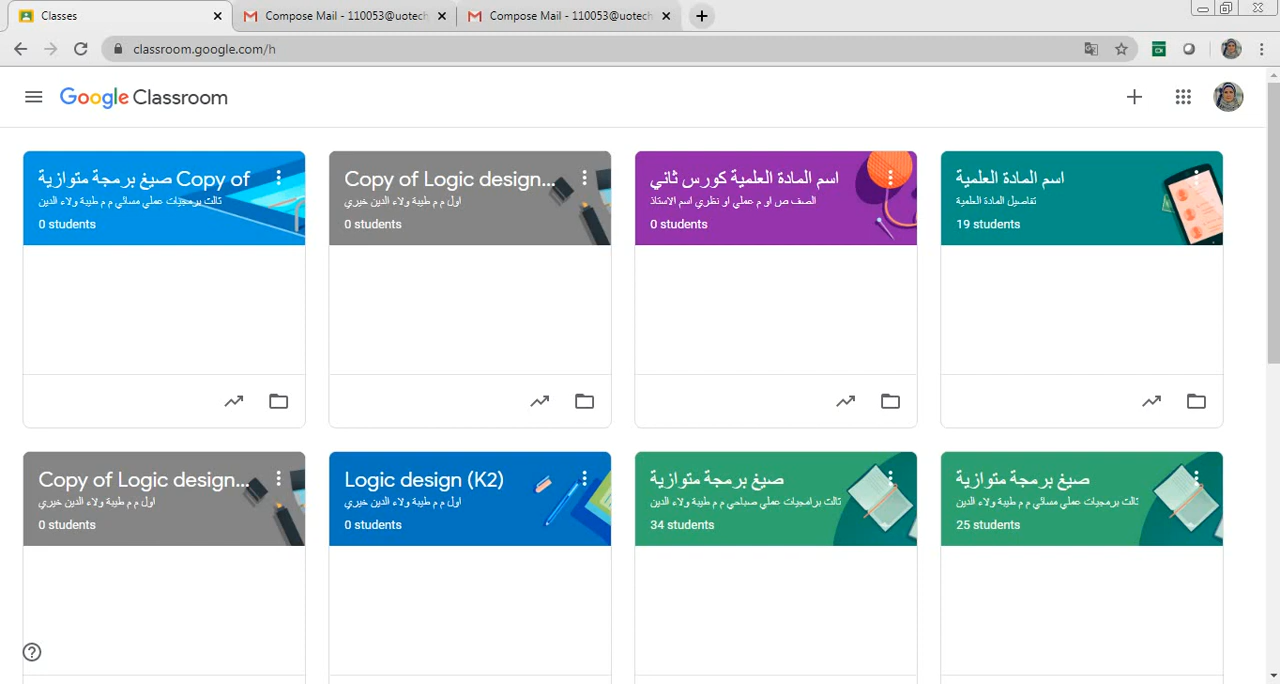 Classes
Compose Mail - 110053@uotech
Compose Mail - 110053@uotech
classroom.google.com/h
Google Classroom
Copy of صيغ برمجة متوازية
ثالث برمجيات عملي مسائي م م طيبة ولاء الدين
0 students
Copy of Logic design...
اول م م طيبة ولاء الدين خيري
0 students
اسم المادة العلمية كورس ثاني
الصف ص او م عملي او نظري اسم الاستاذ
0 students
اسم المادة العلمية
تفاصيل المادة العلمية
19 students
Copy of Logic design...
اول م م طيبة ولاء الدين خيري
0 students
Logic design (K2)
اول م م طيبة ولاء الدين خيري
0 students
صيغ برمجة متوازية
ثالث برامجيات عملي صباحي م م طيبة ولاء الدين
34 students
صيغ برمجة متوازية
ثالث برمجيات عملي مسائي م م طيبة ولاء الدين
25 students